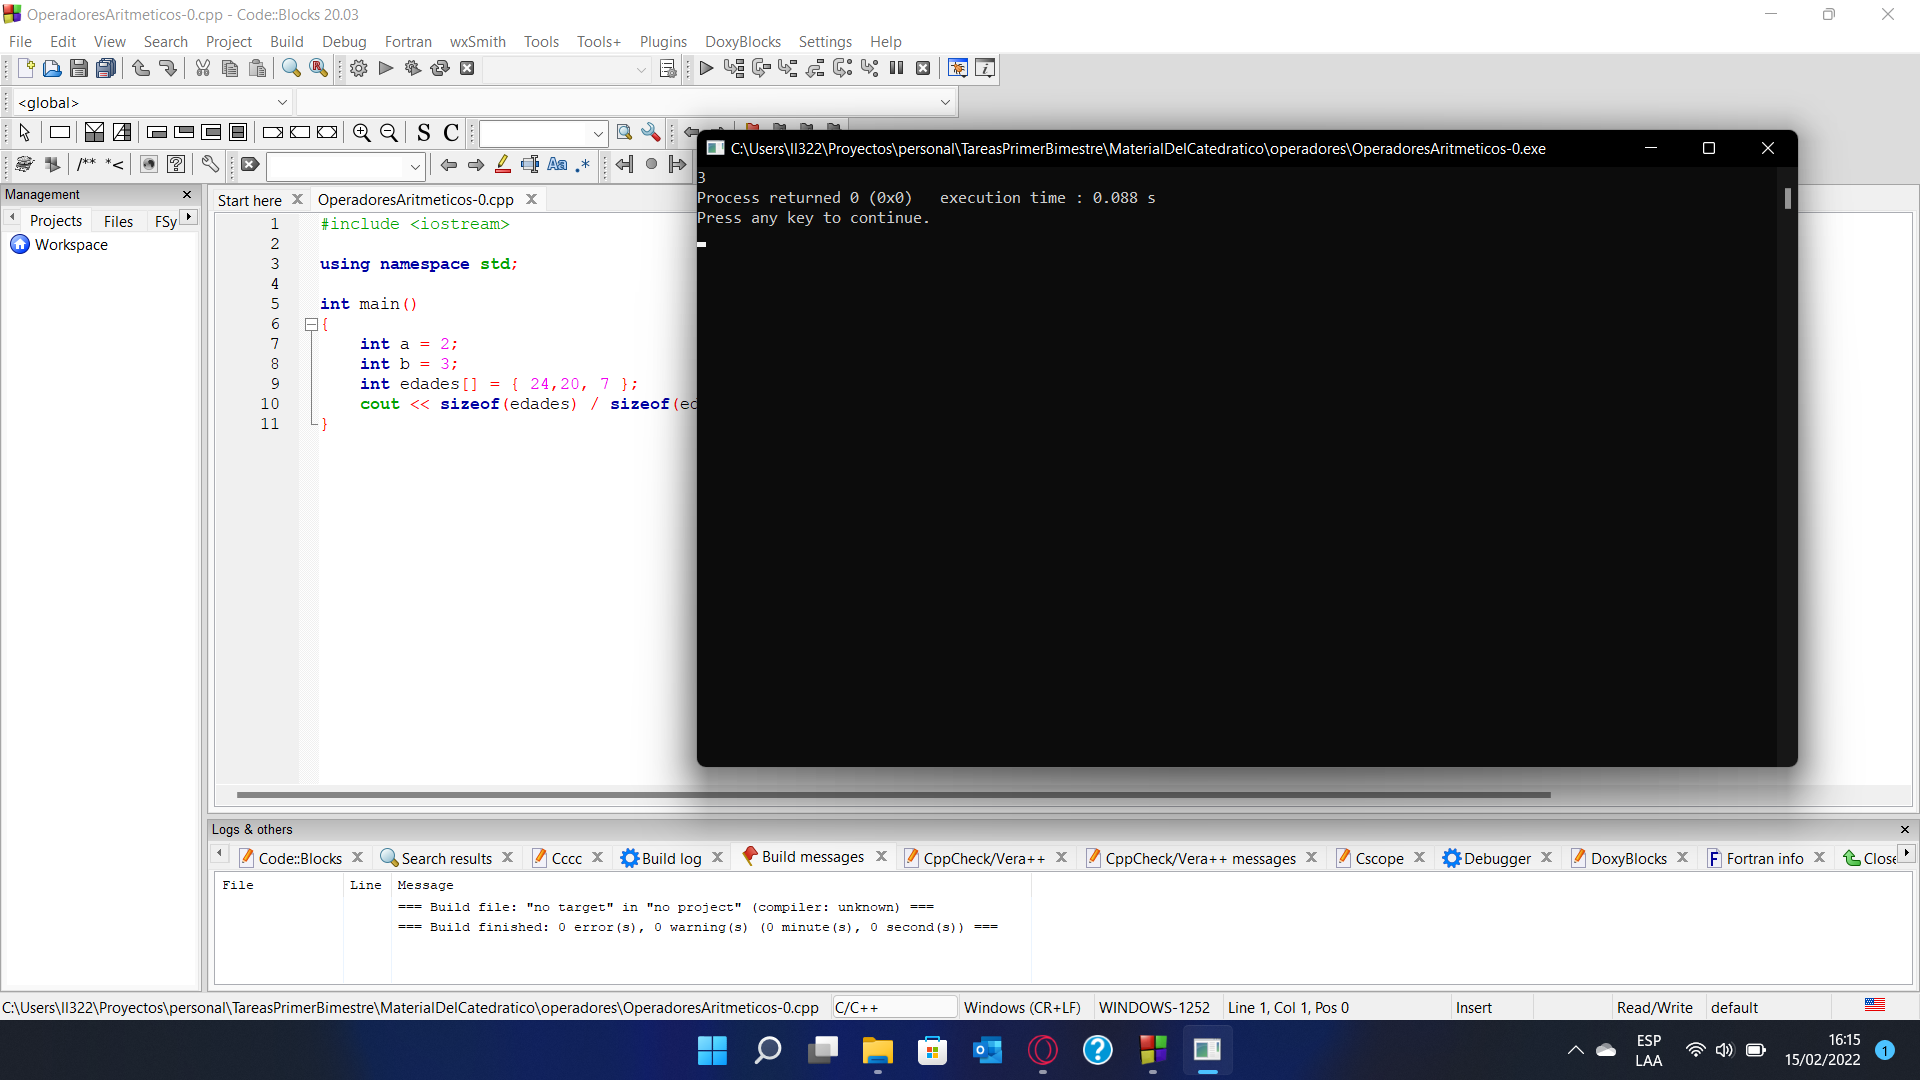 OperadoresAritmeticos-0.cpp - Code::Blocks 20.03
File Edit View Search Project Build Debug Fortran wxSmith Tools Tools+ Plugins DoxyBlocks Settings Help
<global>
S C
/** *<
Aa .*
Management
Projects Files FSy
Workspace
Start here OperadoresAritmeticos-0.cpp
1 #include <iostream>
2
3 using namespace std;
4
5 int main()
6 {
7 int a = 2;
8 int b = 3;
9 int edades[] = { 24,20, 7 };
10 cout << sizeof(edades) / sizeof(ed
11 }
C:\Users\ll322\Proyectos\personal\TareasPrimerBimestre\MaterialDelCatedratico\operadores\OperadoresAritmeticos-0.exe
3
Process returned 0 (0x0) execution time : 0.088 s
Press any key to continue.
Logs & others
Code::Blocks Search results Cccc Build log Build messages CppCheck/Vera++ CppCheck/Vera++ messages Cscope Debugger DoxyBlocks Fortran info Close
File Line Message
=== Build file: "no target" in "no project" (compiler: unknown) ===
=== Build finished: 0 error(s), 0 warning(s) (0 minute(s), 0 second(s)) ===
C:\Users\ll322\Proyectos\personal\TareasPrimerBimestre\MaterialDelCatedratico\operadores\OperadoresAritmeticos-0.cpp C/C++ Windows (CR+LF) WINDOWS-1252 Line 1, Col 1, Pos 0 Insert Read/Write default
ESP
LAA
16:15
15/02/2022
1